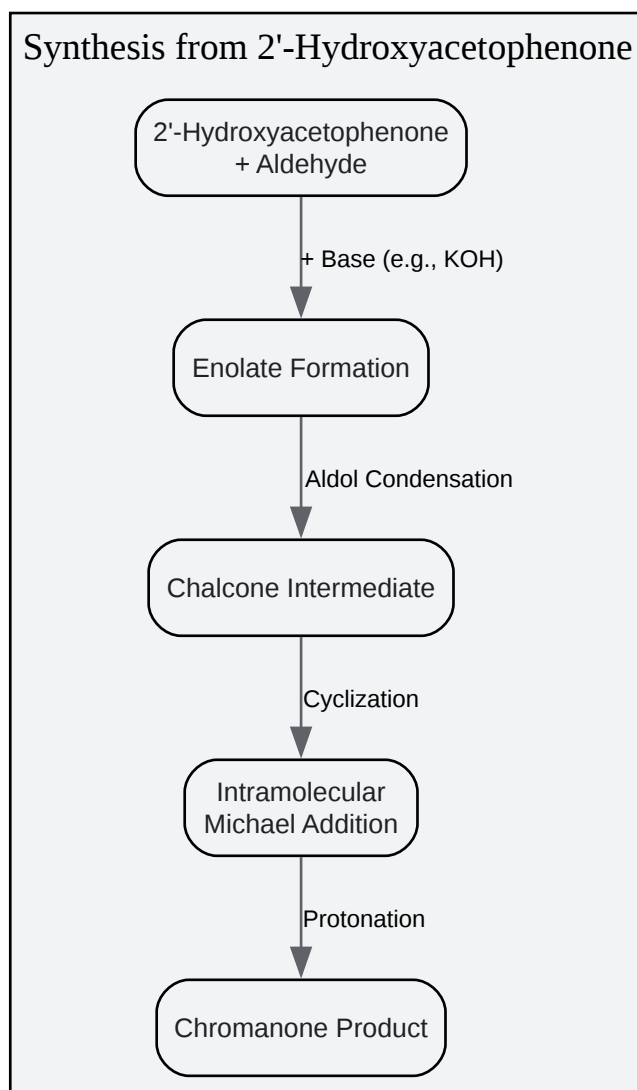 Synthesis from 2'-Hydroxyacetophenone
2'-Hydroxyacetophenone
+ Aldehyde
+ Base (e.g., KOH)
Enolate Formation
Aldol Condensation
Chalcone Intermediate
Cyclization
Intramolecular
Michael Addition
Protonation
Chromanone Product